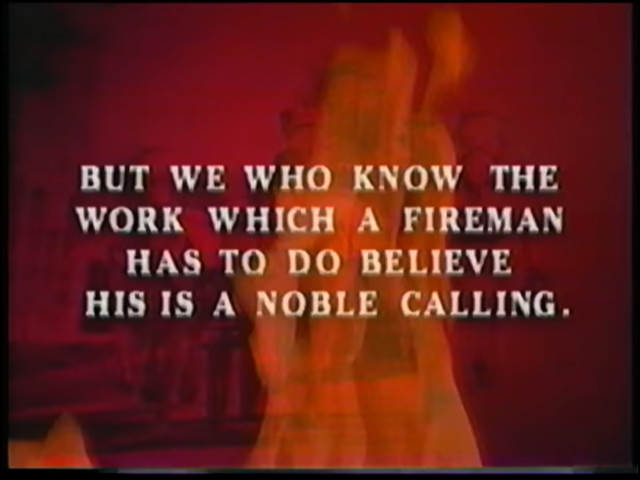 BUT WE WHO KNOW THE
WORK WHICH A FIREMAN
HAS TO DO BELIEVE
HIS IS A NOBLE CALLING.